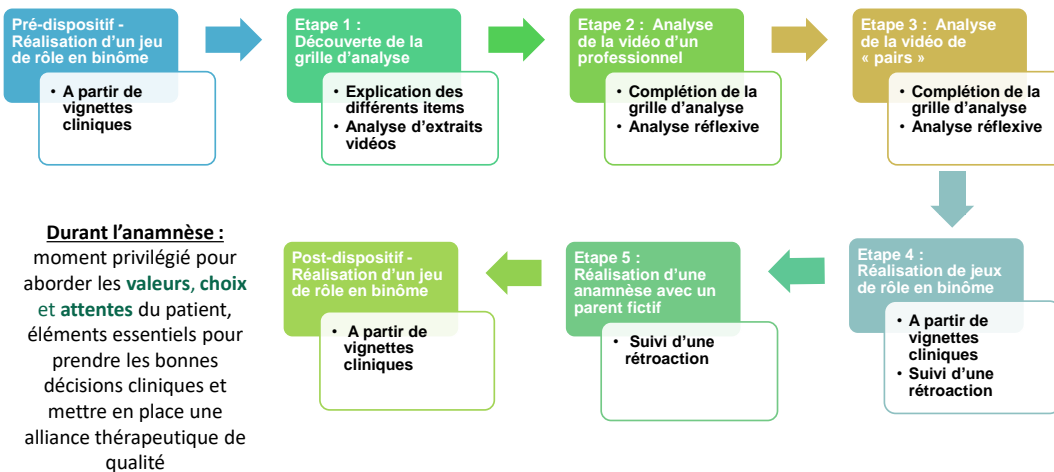 Pré-dispositif -
Réalisation d'un jeu
de rôle en binôme
• A partir de
vignettes
cliniques
Etape 1 :
Découverte de la
grille d'analyse
• Explication des
différents items
• Analyse d'extraits
vidéos
Etape 2 : Analyse
de la vidéo d'un
professionnel
• Complétion de la
grille d'analyse
• Analyse réflexive
Etape 3 : Analyse
de la vidéo de
« pairs »
• Complétion de la
grille d'analyse
• Analyse réflexive
Etape 4 :
Réalisation de jeux
de rôle en binôme
• A partir de
vignettes
cliniques
• Suivi d'une
rétroaction
Etape 5 :
Réalisation d'une
anamnèse avec un
parent fictif
• Suivi d'une
rétroaction
Post-dispositif -
Réalisation d'un jeu
de rôle en binôme
• A partir de
vignettes
cliniques
Durant l'anamnèse :
moment privilégié pour
aborder les valeurs, choix
et attentes du patient,
éléments essentiels pour
prendre les bonnes
décisions cliniques et
mettre en place une
alliance thérapeutique de
qualité